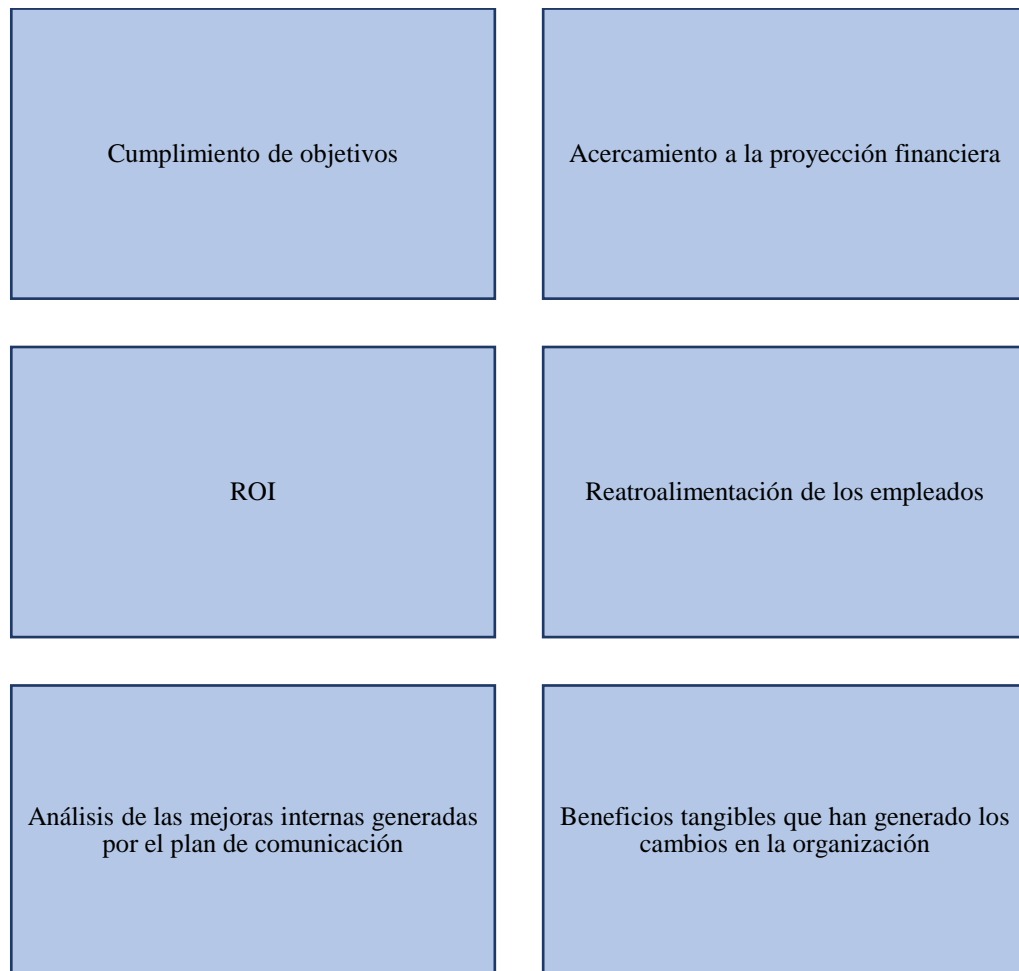 Cumplimiento de objetivos
Acercamiento a la proyección financiera
ROI
Reatroalimentación de los empleados
Análisis de las mejoras internas generadas
por el plan de comunicación
Beneficios tangibles que han generado los
cambios en la organización